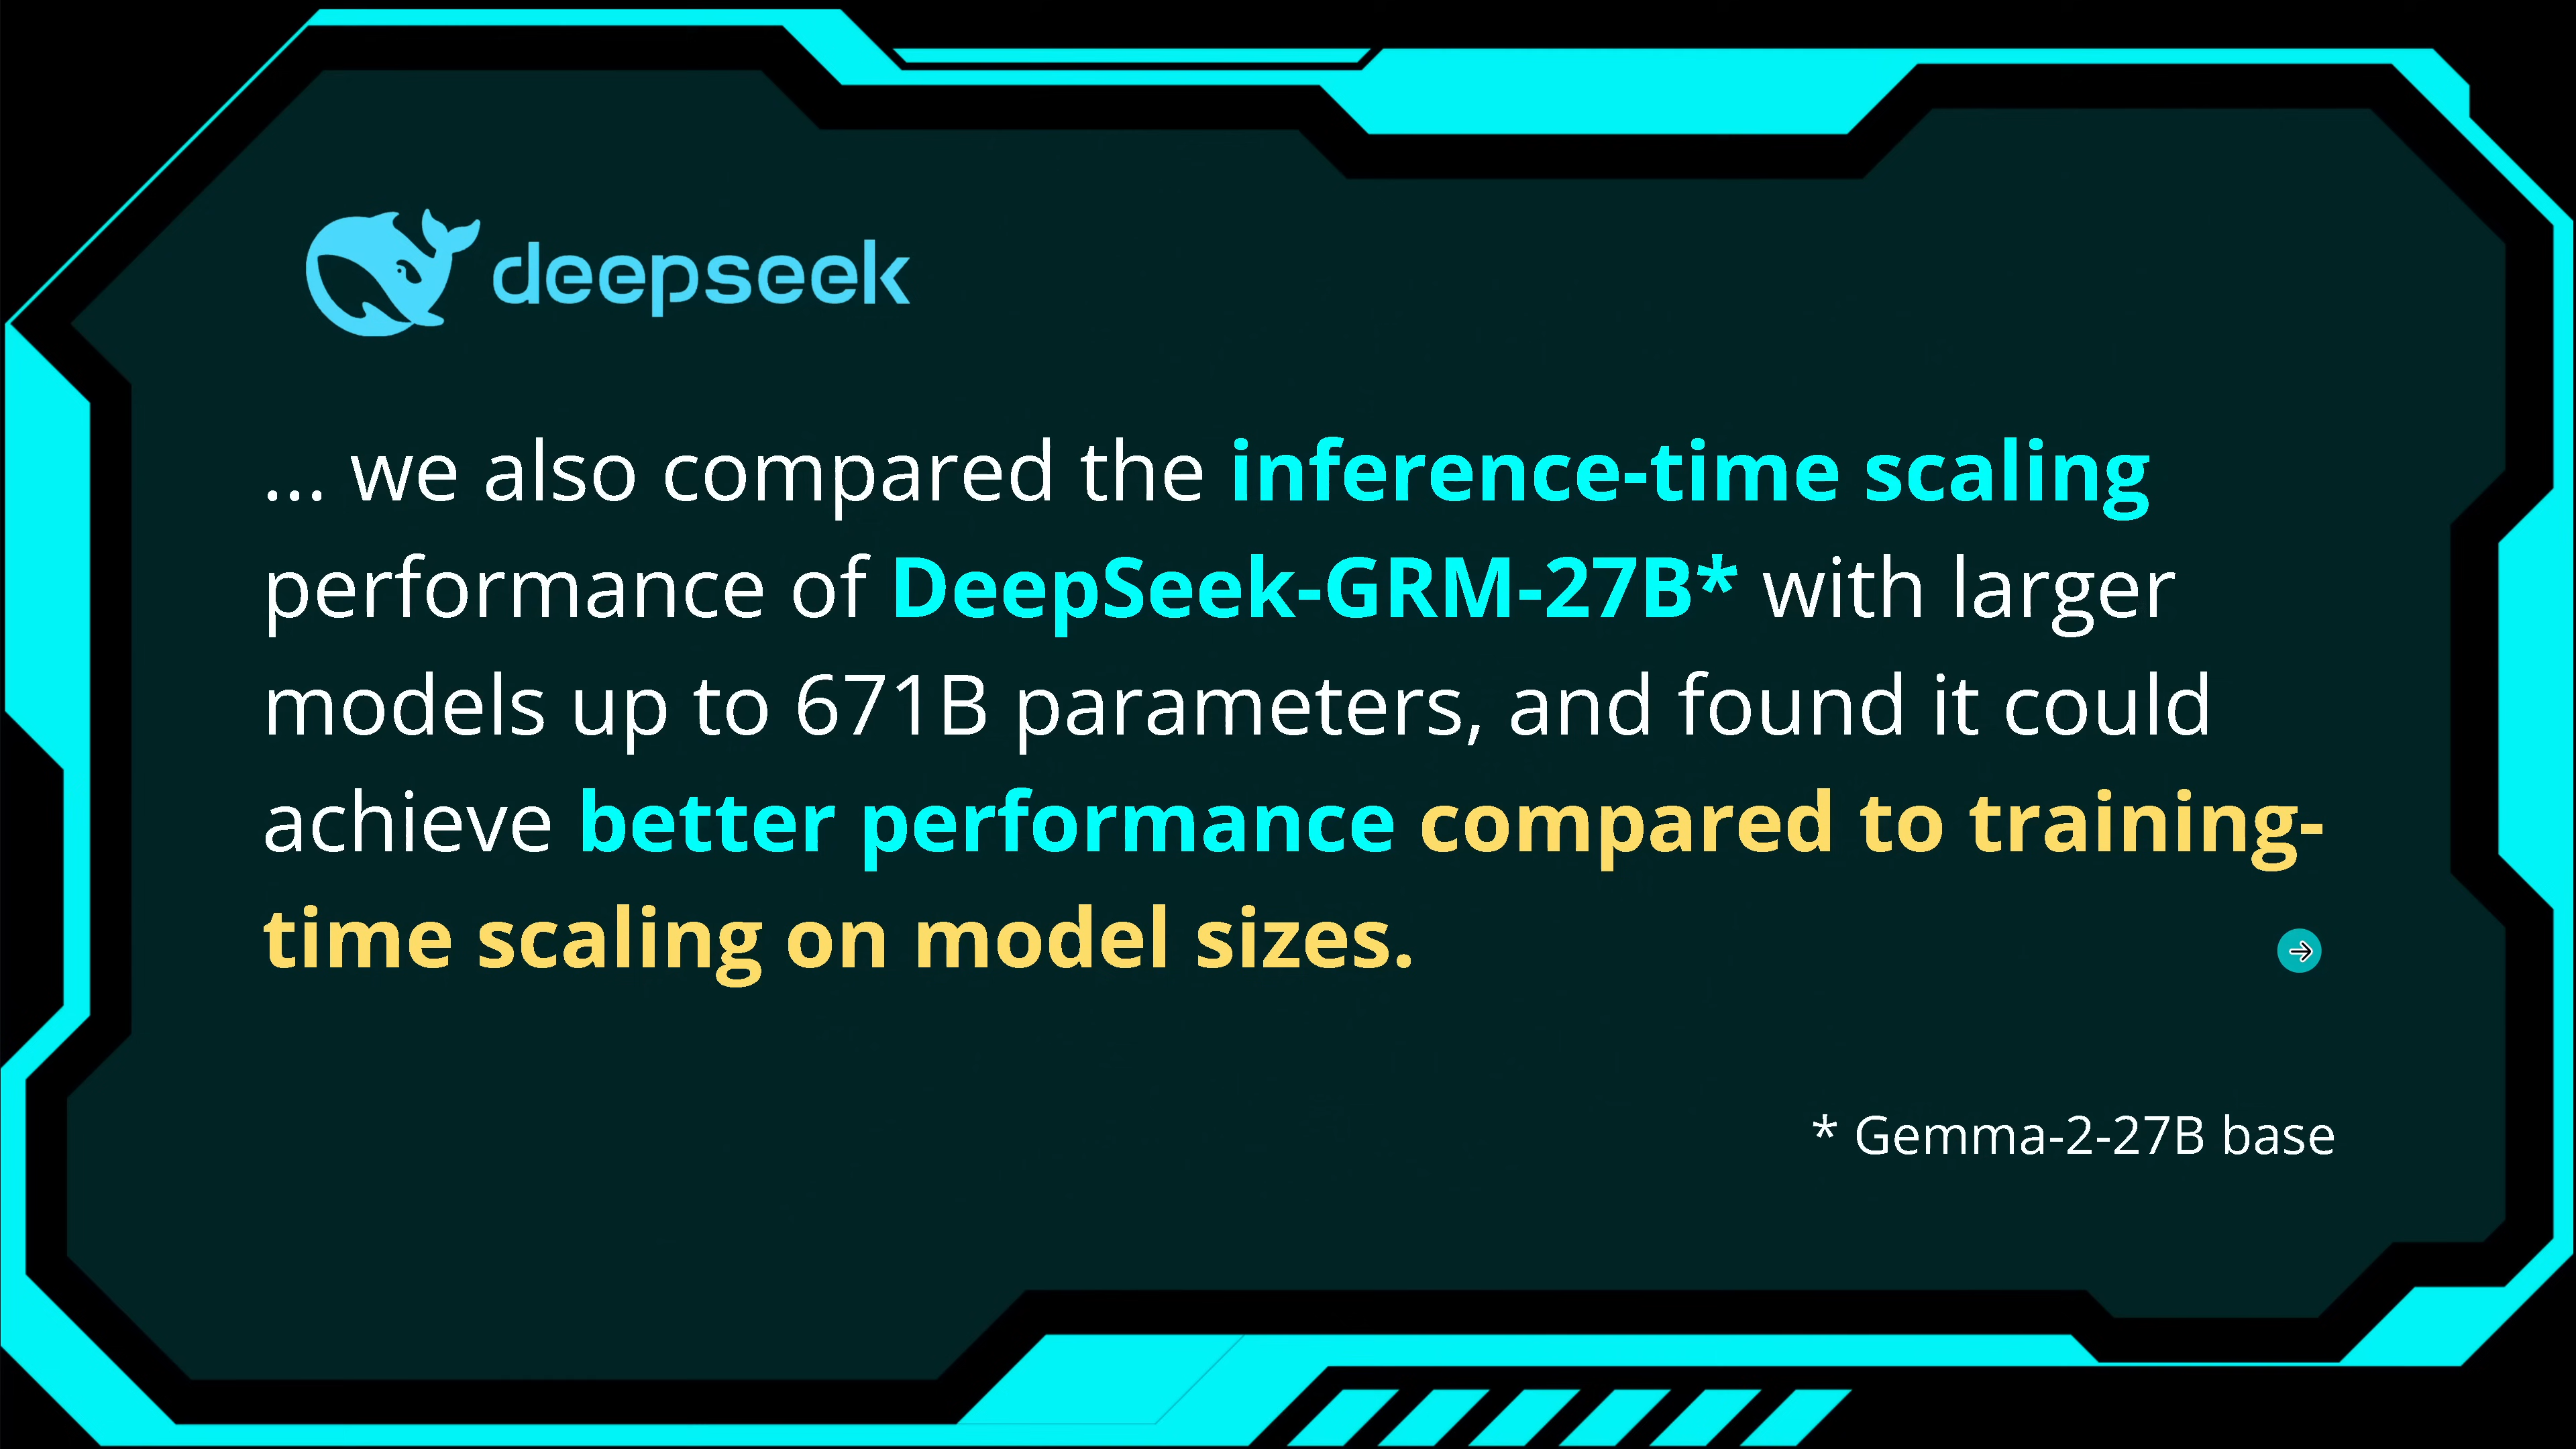 deepseek
... we also compared the inference-time scaling
performance of DeepSeek-GRM-27B* with larger
models up to 671B parameters, and found it could
achieve better performance compared to training-
time scaling on model sizes.
* Gemma-2-27B base